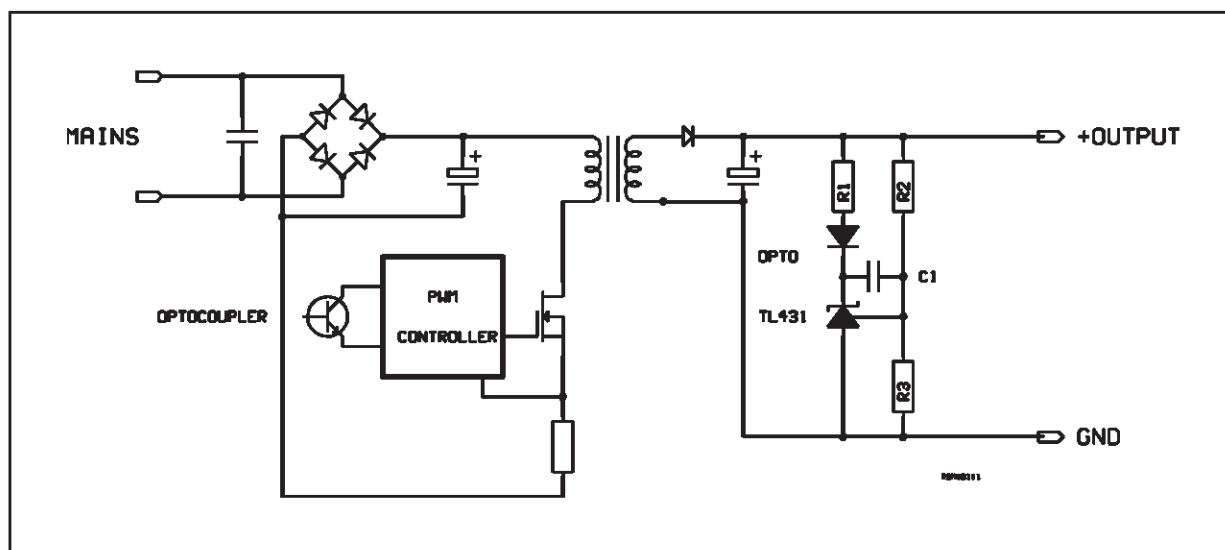 MAINS
+
+
+OUTPUT
R1
R2
OPTO
C1
OPTOCOUPLER
PWM
CONTROLLER
TL431
R3
GND